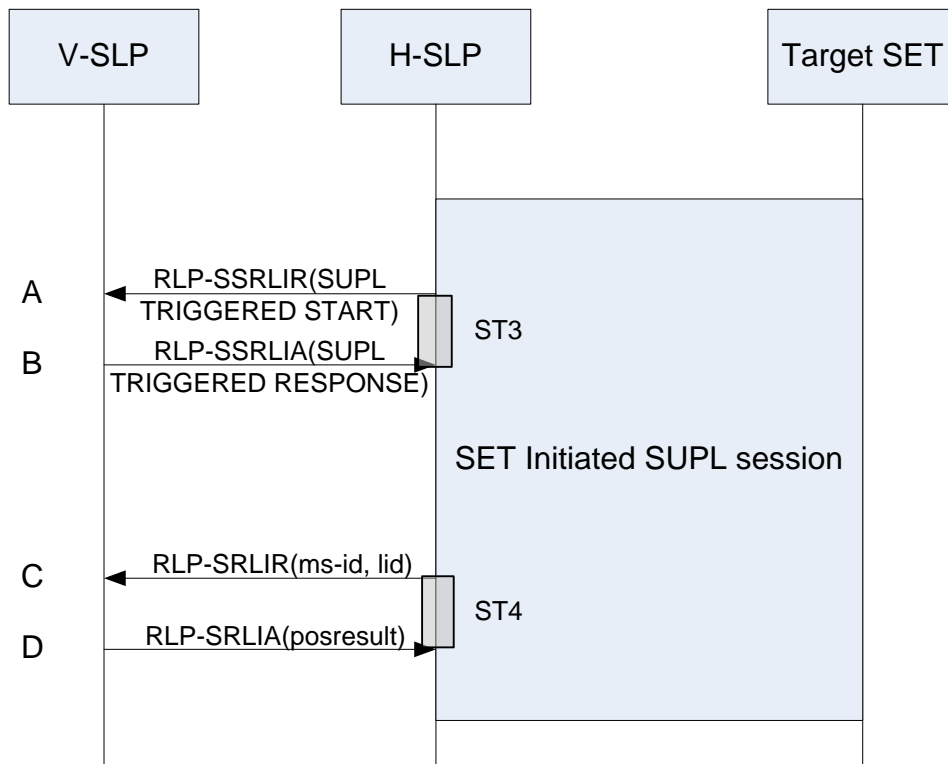 V-SLP
H-SLP
Target SET
A
RLP-SSRLIR(SUPL
TRIGGERED START)
ST3
B
RLP-SSRLIA(SUPL
TRIGGERED RESPONSE)
SET Initiated SUPL session
C
RLP-SRLIR(ms-id, lid)
ST4
D
RLP-SRLIA(posresult)